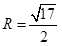 R = √17/2